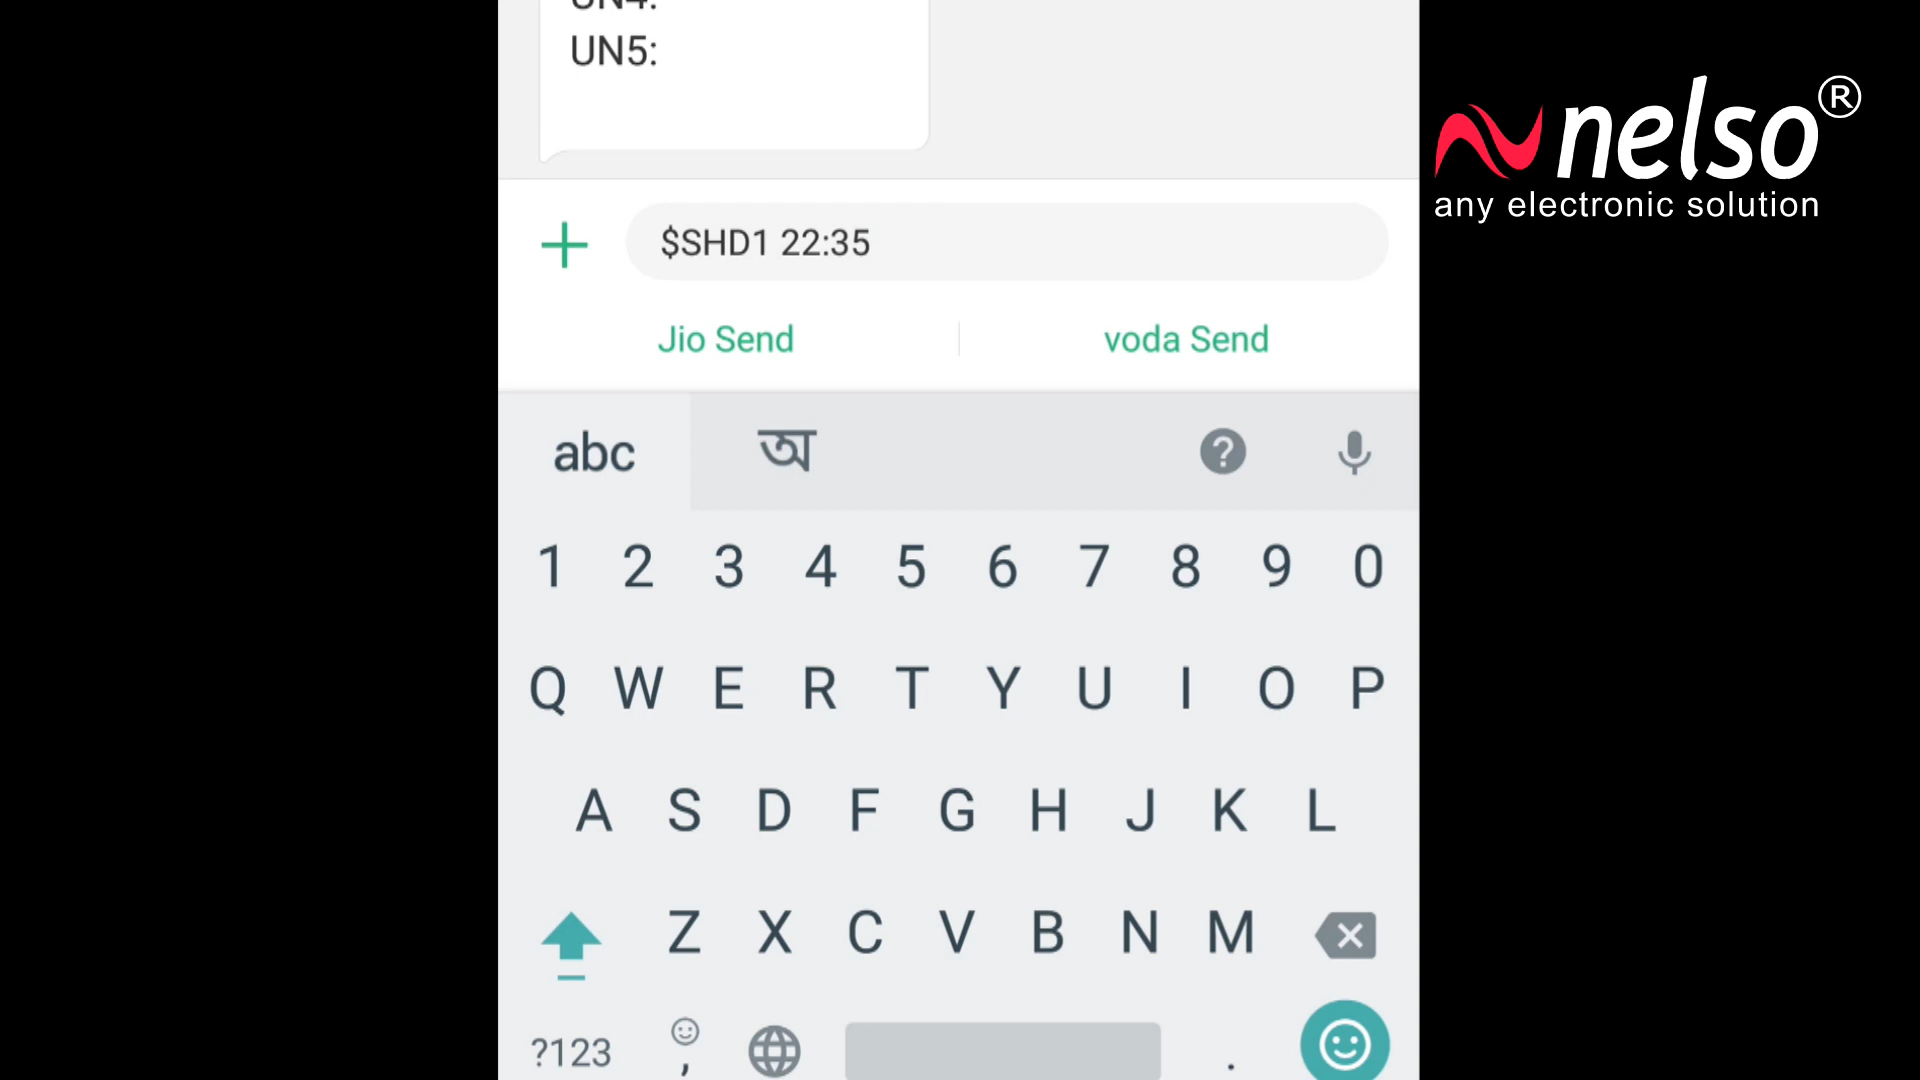 UN4:
UN5:
nelso®
any electronic solution
$SHD1 22:35
Jio Send
voda Send
abc
অ
?
1 2 3 4 5 6 7 8 9 0
Q W E R T Y U I O P
A S D F G H J K L
Z X C V B N M
?123 , .